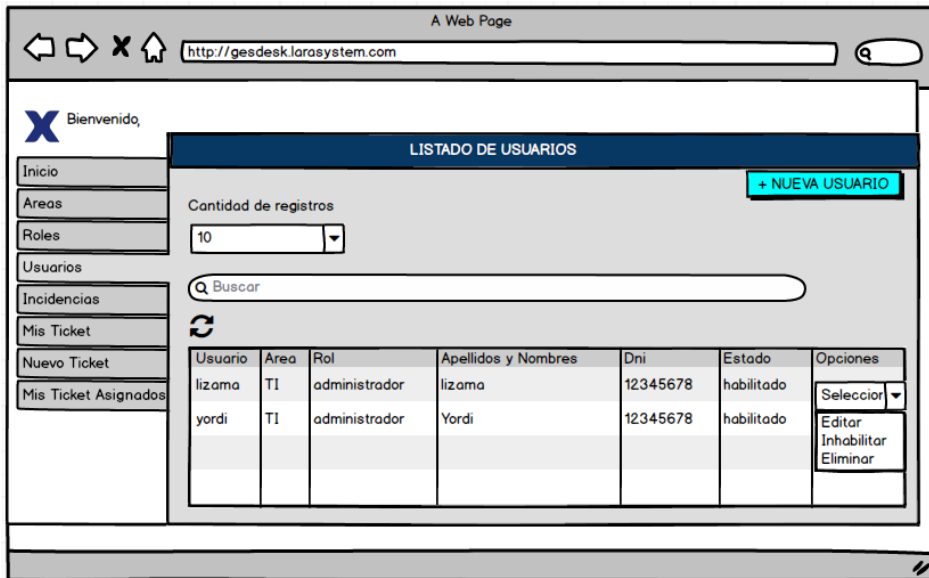 A Web Page
http://gesdesk.larasystem.com
Bienvenido,
LISTADO DE USUARIOS
+ NUEVA USUARIO
Inicio
Areas
Roles
Usuarios
Incidencias
Mis Ticket
Nuevo Ticket
Mis Ticket Asignados
Cantidad de registros
10
Buscar
Usuario Area Rol Apellidos y Nombres Dni Estado Opciones
lizama TI administrador lizama 12345678 habilitado Seleccior
yordi TI administrador Yordi 12345678 habilitado
Editar
Inhabilitar
Eliminar